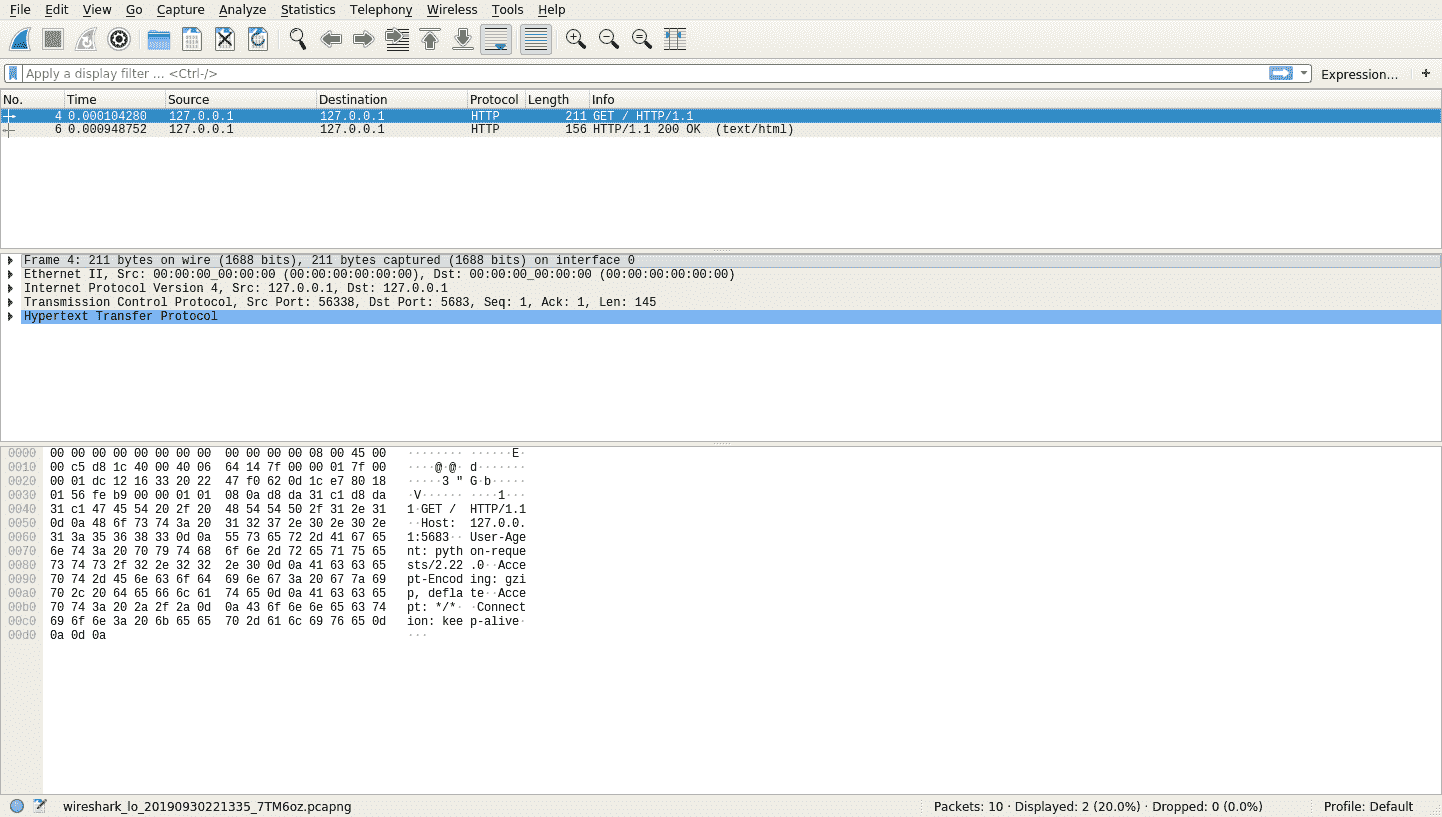 File Edit View Go Capture Analyze Statistics Telephony Wireless Tools Help
Apply a display filter ... <Ctrl-/> Expression... +
No. Time Source Destination Protocol Length Info
4 0.000104280 127.0.0.1 127.0.0.1 HTTP 211 GET / HTTP/1.1
6 0.000948752 127.0.0.1 127.0.0.1 HTTP 156 HTTP/1.1 200 OK (text/html)
Frame 4: 211 bytes on wire (1688 bits), 211 bytes captured (1688 bits) on interface 0
Ethernet II, Src: 00:00:00_00:00:00 (00:00:00:00:00:00), Dst: 00:00:00_00:00:00 (00:00:00:00:00:00)
Internet Protocol Version 4, Src: 127.0.0.1, Dst: 127.0.0.1
Transmission Control Protocol, Src Port: 56338, Dst Port: 5683, Seq: 1, Ack: 1, Len: 145
Hypertext Transfer Protocol
0000 00 00 00 00 00 00 00 00 00 00 00 00 08 00 45 00 ········ ······E·
0010 00 c5 d8 1c 40 00 40 06 64 14 7f 00 00 01 7f 00 ····@·@· d·······
0020 00 01 dc 12 16 33 20 22 47 f0 62 0d 1c e7 80 18 ·····3 " G·b·····
0030 01 56 fe b9 00 00 01 01 08 0a d8 da 31 c1 d8 da ·V······ ····1···
0040 31 c1 47 45 54 20 2f 20 48 54 54 50 2f 31 2e 31 1·GET / HTTP/1.1
0050 0d 0a 48 6f 73 74 3a 20 31 32 37 2e 30 2e 30 2e ··Host: 127.0.0.
0060 31 3a 35 36 38 33 0d 0a 55 73 65 72 2d 41 67 65 1:5683·· User-Age
0070 6e 74 3a 20 70 79 74 68 6f 6e 2d 72 65 71 75 65 nt: pyth on-reque
0080 73 74 73 2f 32 2e 32 32 2e 30 0d 0a 41 63 63 65 sts/2.22 .0··Acce
0090 70 74 2d 45 6e 63 6f 64 69 6e 67 3a 20 67 7a 69 pt-Encod ing: gzi
00a0 70 2c 20 64 65 66 6c 61 74 65 0d 0a 41 63 63 65 p, defla te··Acce
00b0 70 74 3a 20 2a 2f 2a 0d 0a 43 6f 6e 6e 65 63 74 pt: */*· ·Connect
00c0 69 6f 6e 3a 20 6b 65 65 70 2d 61 6c 69 76 65 0d ion: kee p-alive·
00d0 0a 0d 0a ···
wireshark_lo_20190930221335_7TM6oz.pcapng Packets: 10 · Displayed: 2 (20.0%) · Dropped: 0 (0.0%) Profile: Default